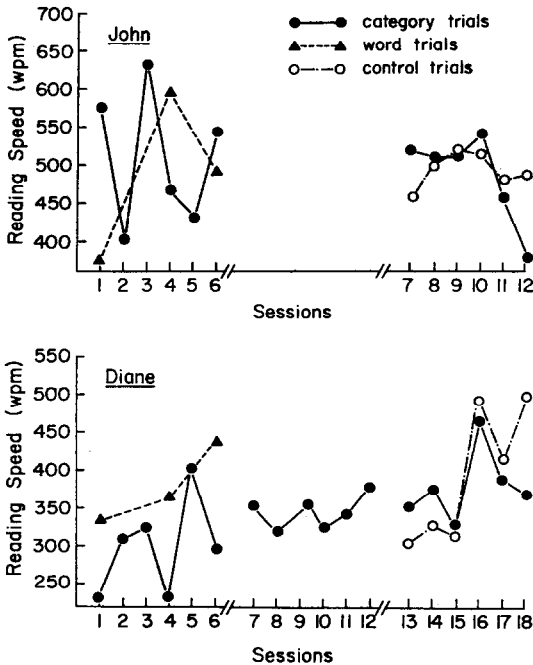 700
650
600
550
500
450
400
Reading Speed (wpm)
John
category trials
word trials
control trials
1 2 3 4 5 6 7 8 9 10 11 12
Sessions
550
500
450
400
350
300
250
Reading Speed (wpm)
Diane
1 2 3 4 5 6 7 8 9 10 11 12 13 14 15 16 17 18
Sessions